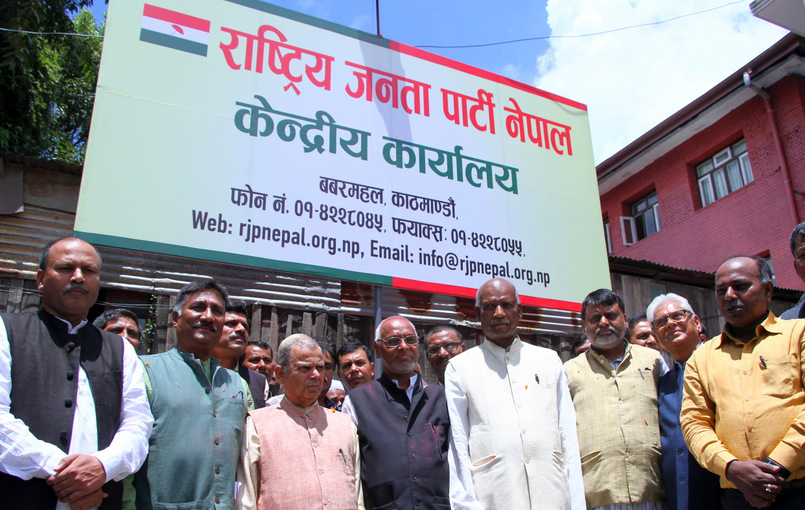 राष्ट्रिय जनता पार्टी नेपाल
केन्द्रीय कार्यालय
बबरमहल, काठमाण्डौं,
फोन नं. ०१-४२२८०४५, फयाक्स: ०१-४२२८०५५,
Web: rjpnepal.org.np, Email: info@rjpnepal.org.np